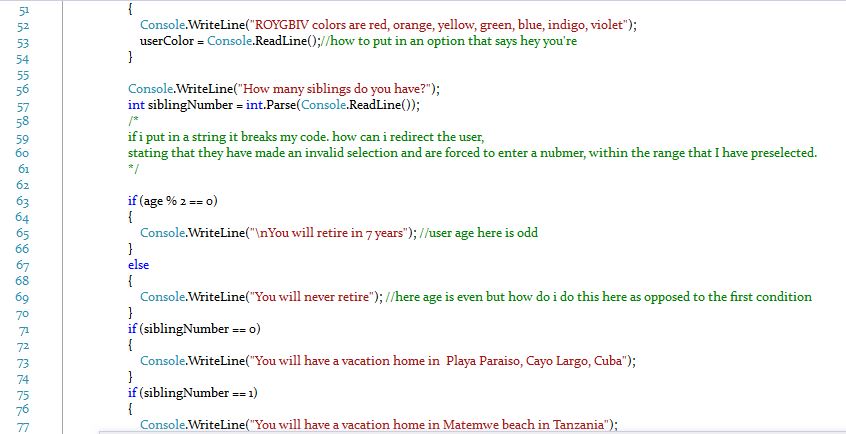 51 {
52 Console.WriteLine("ROYGBIV colors are red, orange, yellow, green, blue, indigo, violet");
53 userColor = Console.ReadLine();//how to put in an option that says hey you're
54 }
55
56 Console.WriteLine("How many siblings do you have?");
57 int siblingNumber = int.Parse(Console.ReadLine());
58 /*
59 if i put in a string it breaks my code. how can i redirect the user,
60 stating that they have made an invalid selection and are forced to enter a nubmer, within the range that I have preselected.
61 */
62
63 if (age % 2 == 0)
64 {
65 Console.WriteLine("\nYou will retire in 7 years"); //user age here is odd
66 }
67 else
68 {
69 Console.WriteLine("You will never retire"); //here age is even but how do i do this here as opposed to the first condition
70 }
71 if (siblingNumber == 0)
72 {
73 Console.WriteLine("You will have a vacation home in  Playa Paraiso, Cayo Largo, Cuba");
74 }
75 if (siblingNumber == 1)
76 {
77 Console.WriteLine("You will have a vacation home in Matemwe beach in Tanzania");